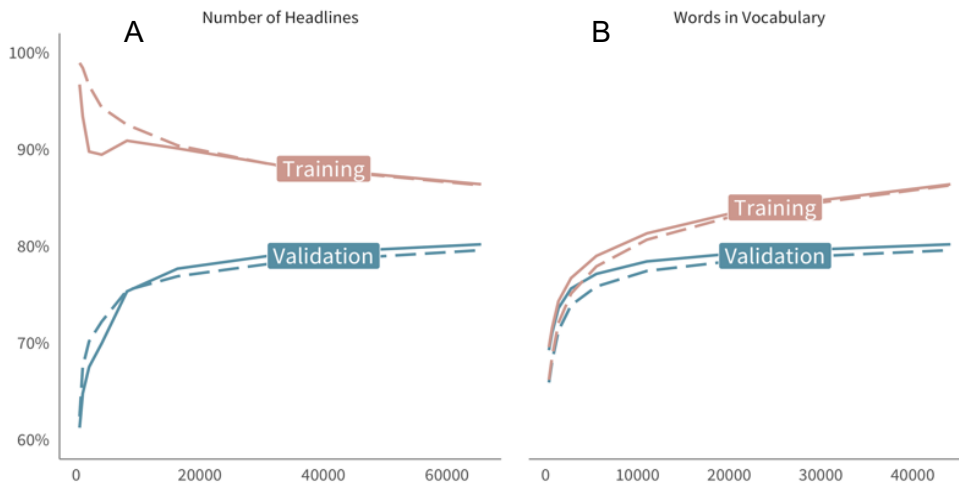 Number of Headlines
A
100%
90%
80%
70%
60%
Training
Validation
0 20000 40000 60000
Words in Vocabulary
B
Training
Validation
0 10000 20000 30000 40000